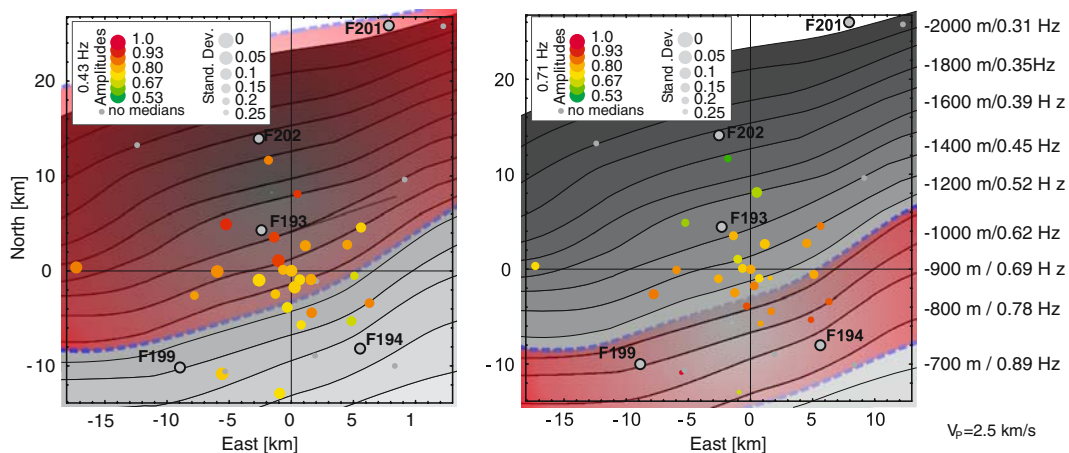 0.43 Hz
Amplitudes
1.0
0.93
0.80
0.67
0.53
no medians
Stand. Dev.
0
0.05
0.1
0.15
0.2
0.25
F201
F202
F193
F199
F194
North [km]
20
10
0
-10
-15
-10
-5
0
5
10
East [km]
0.71 Hz
Amplitudes
1.0
0.93
0.80
0.67
0.53
no medians
Stand .Dev.
0
0.05
0.1
0.15
0.2
0.25
F201
F202
F193
F199
F194
20
10
0
-10
-15
-10
-5
0
5
10
East [km]
-2000 m/0.31 Hz
-1800 m/0.35Hz
-1600 m/0.39 H z
-1400 m/0.45 Hz
-1200 m/0.52 H z
-1000 m/0.62 Hz
-900 m / 0.69 H z
-800 m / 0.78 Hz
-700 m / 0.89 Hz
VP=2.5 km/s